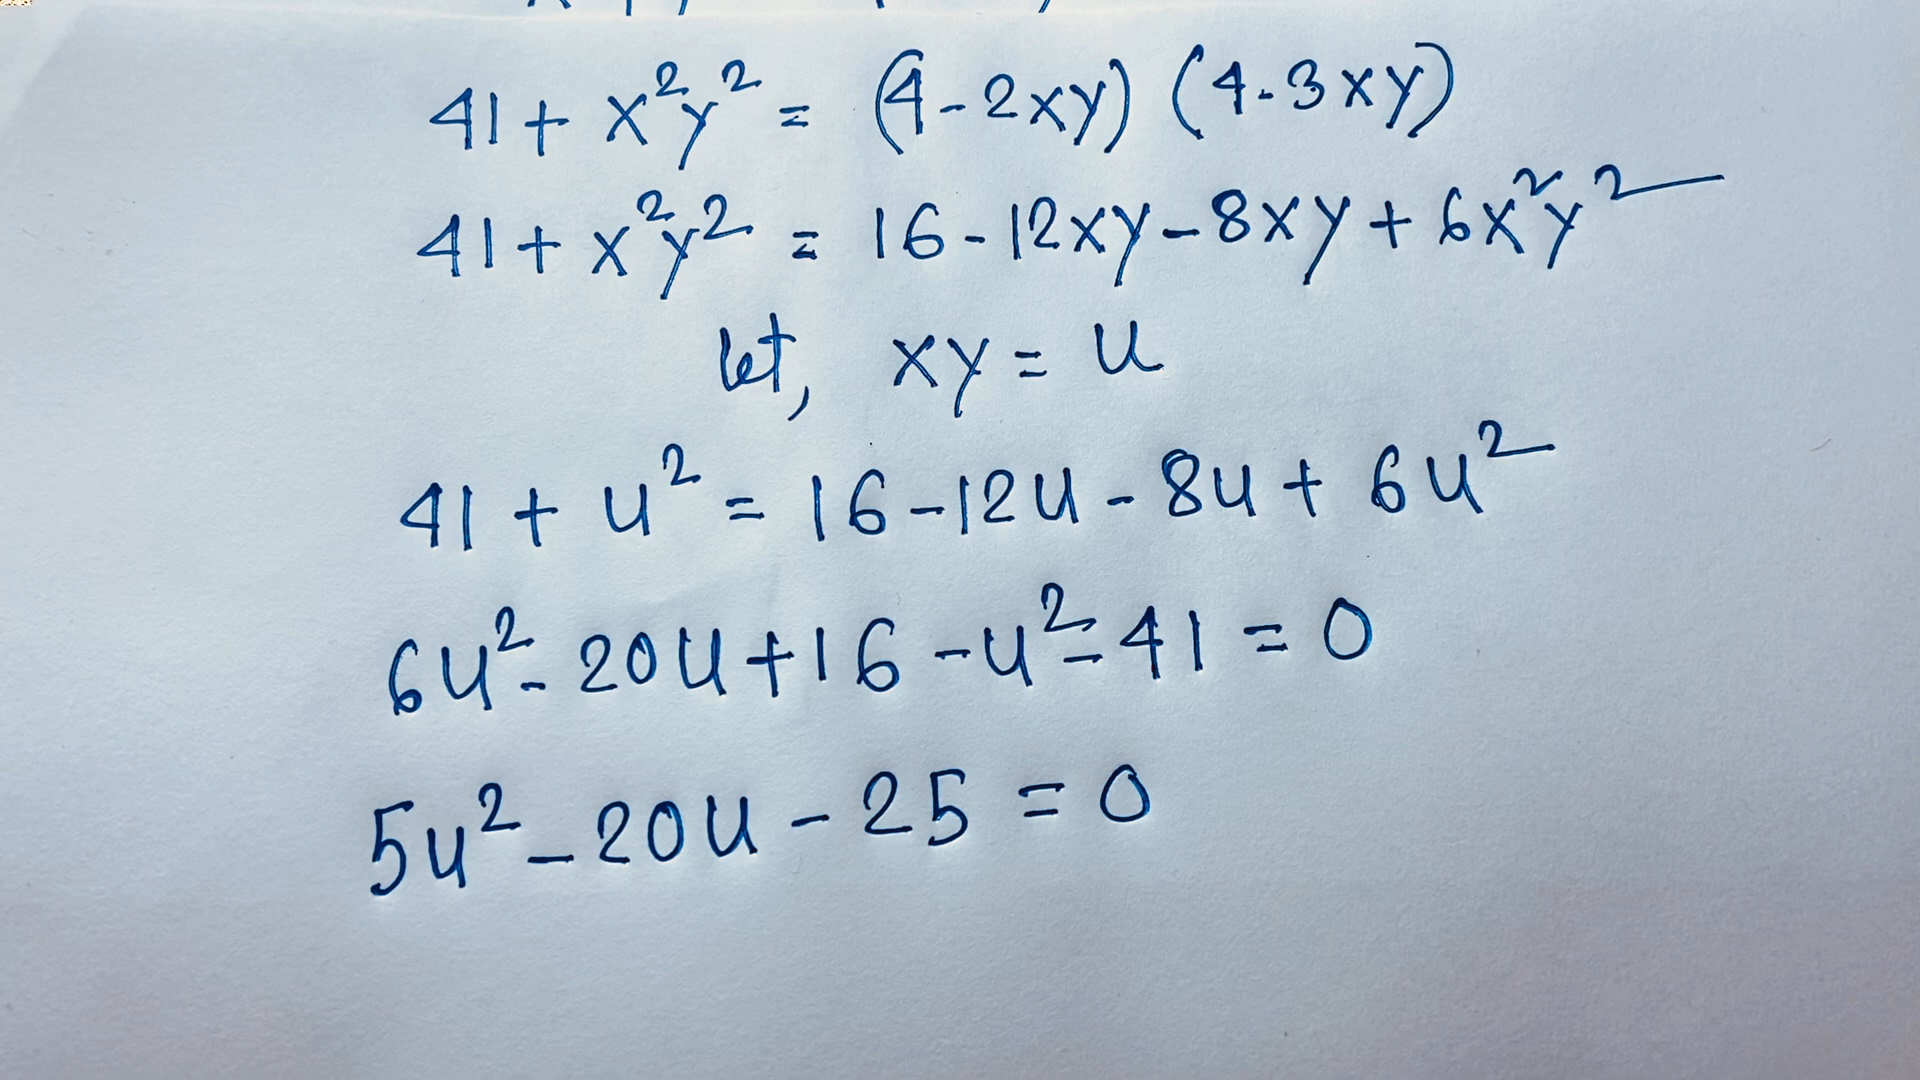 41 + x²y² = (4 - 2xy) (4 - 3xy)
41 + x²y² = 16 - 12xy - 8xy + 6x²y²
let, xy = u
41 + u² = 16 - 12u - 8u + 6u²
6u² - 20u + 16 - u² - 41 = 0
5u² - 20u - 25 = 0